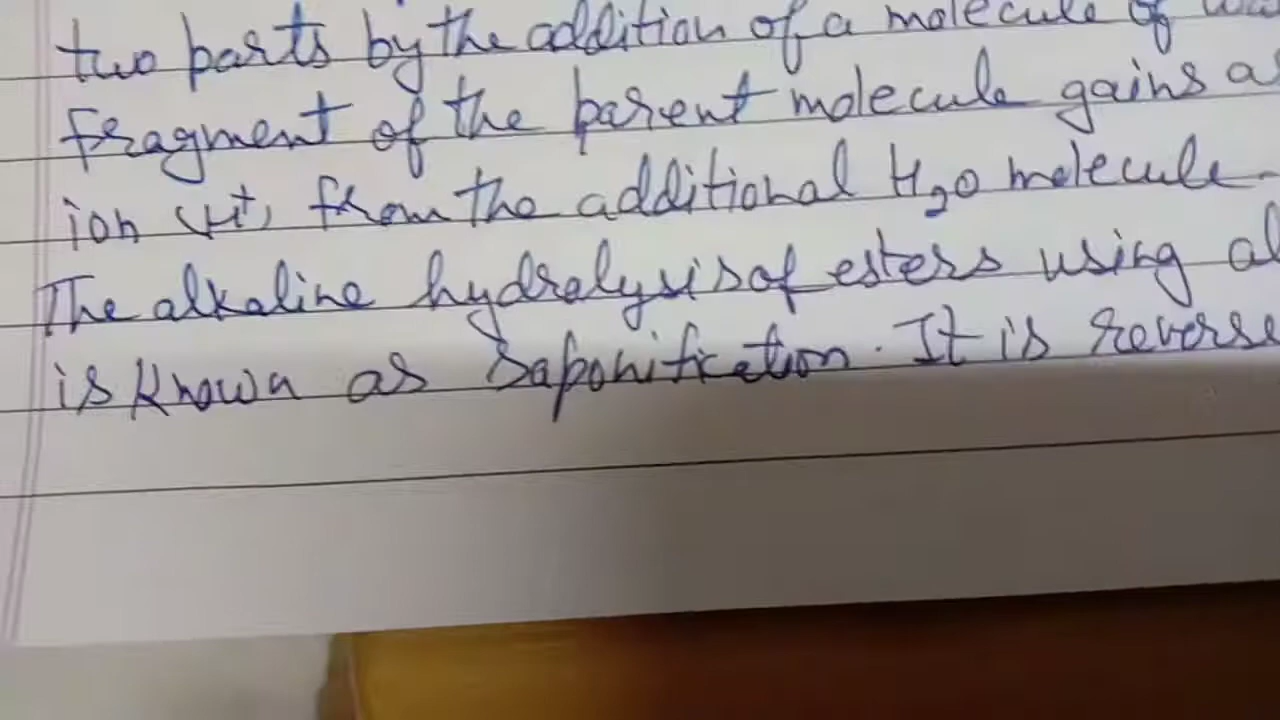 two parts by the addition of a molecule of
fragment of the parent molecule gains
ion (H+) from the additional H₂O molecule.
The alkaline hydrolysis of esters using
is known as Saponifiction. It is reverse